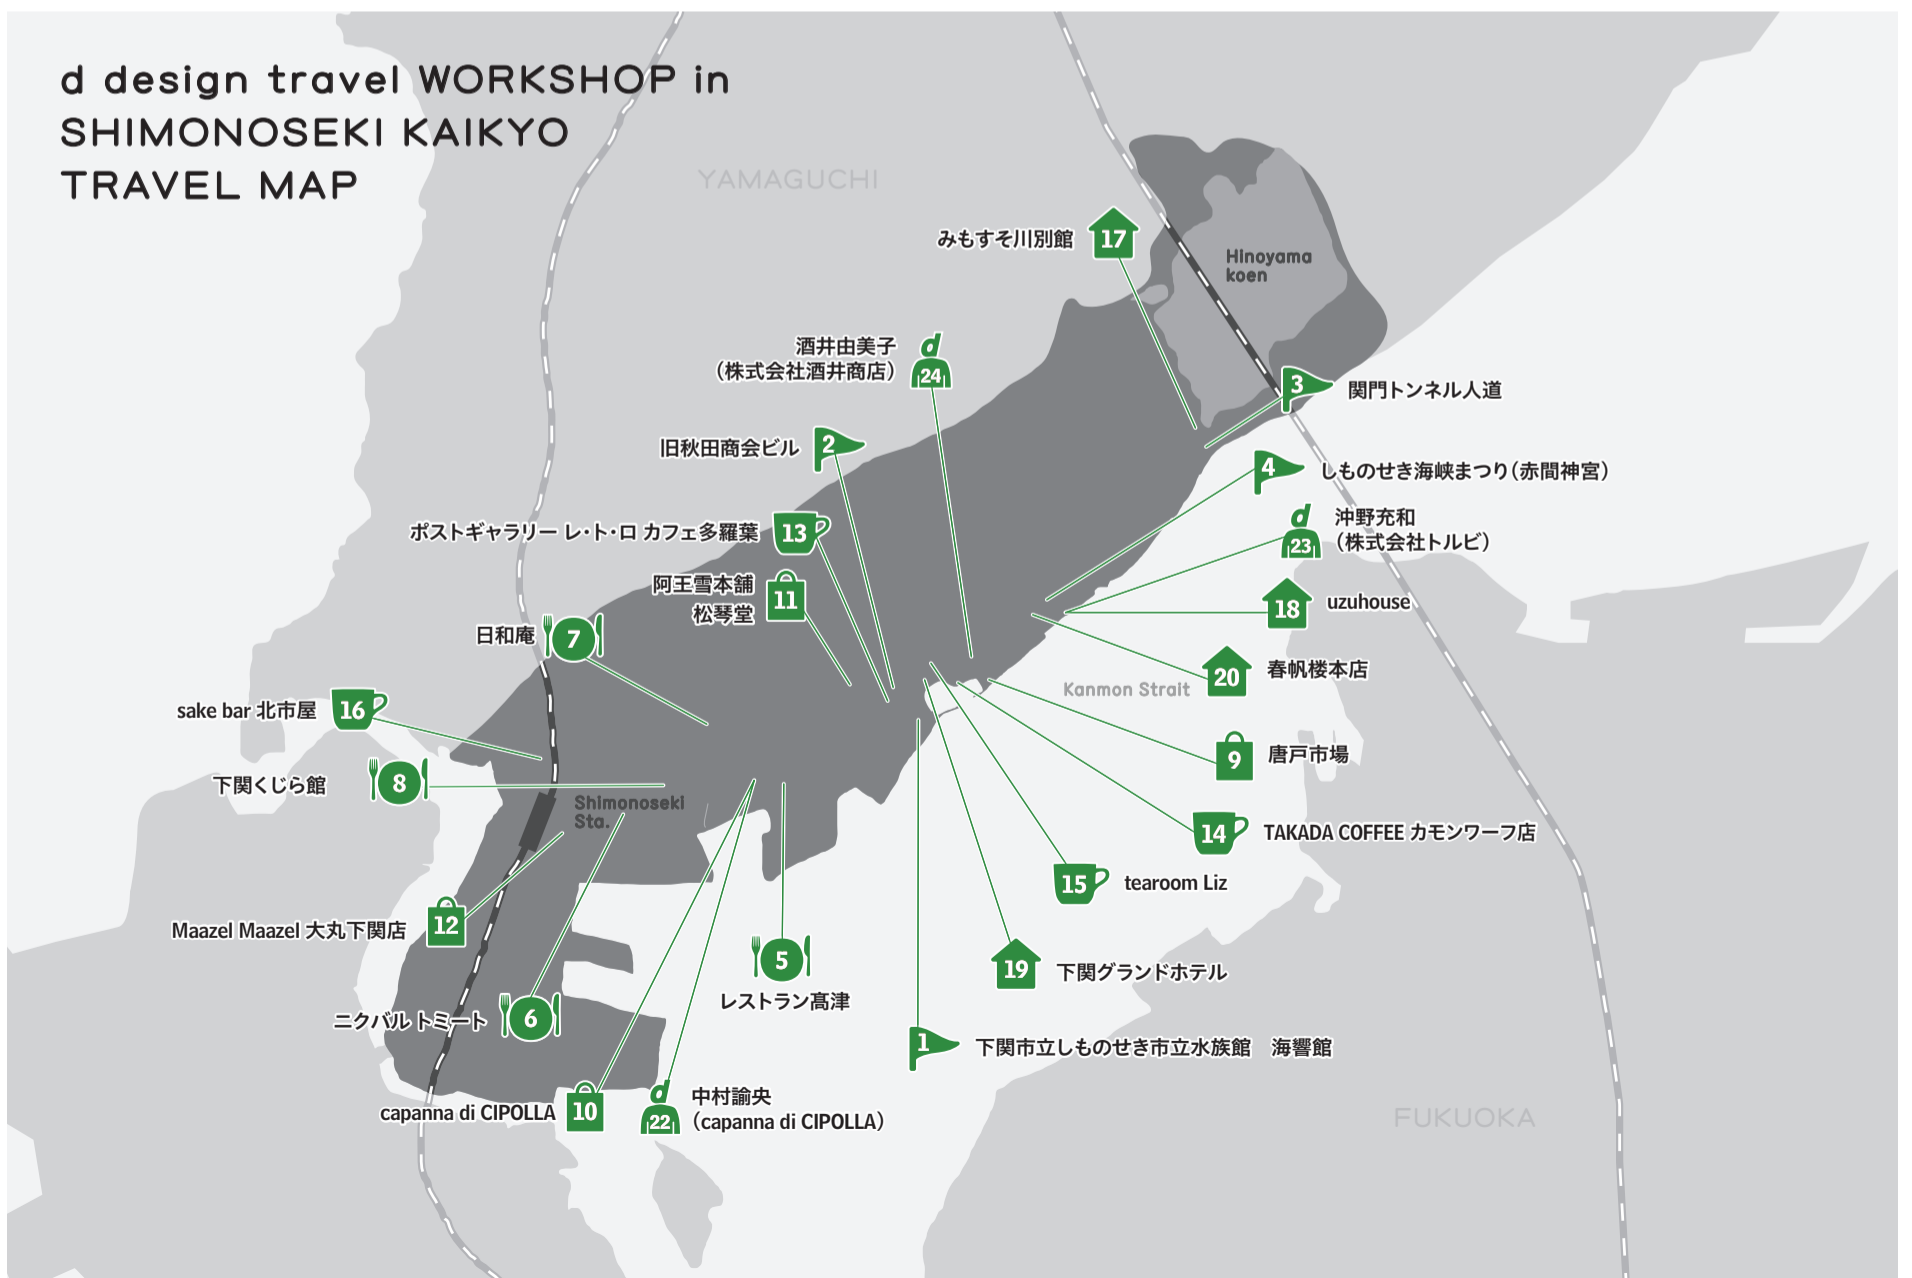 d design travel WORKSHOP in
SHIMONOSEKI KAIKYO
TRAVEL MAP
YAMAGUCHI
みもすそ川別館
17
Hinoyama
koen
酒井由美子
（株式会社酒井商店）
d
24
3
関門トンネル人道
旧秋田商会ビル
2
4
しものせき海峡まつり（赤間神宮）
ポストギャラリー レ・ト・ロ カフェ多羅葉
13
d
23
沖野充和
（株式会社トルビ）
阿王雪本舗
松琴堂
11
18
uzuhouse
日和庵
7
20
春帆楼本店
Kanmon Strait
sake bar 北市屋
16
9
唐戸市場
下関くじら館
8
Shimonoseki
Sta.
14
TAKADA COFFEE カモンワーフ店
15
tearoom Liz
Maazel Maazel 大丸下関店
12
5
レストラン髙津
19
下関グランドホテル
ニクバル トミート
6
1
下関市立しものせき市立水族館　海響館
capanna di CIPOLLA
10
d
22
中村諭央
（capanna di CIPOLLA）
FUKUOKA